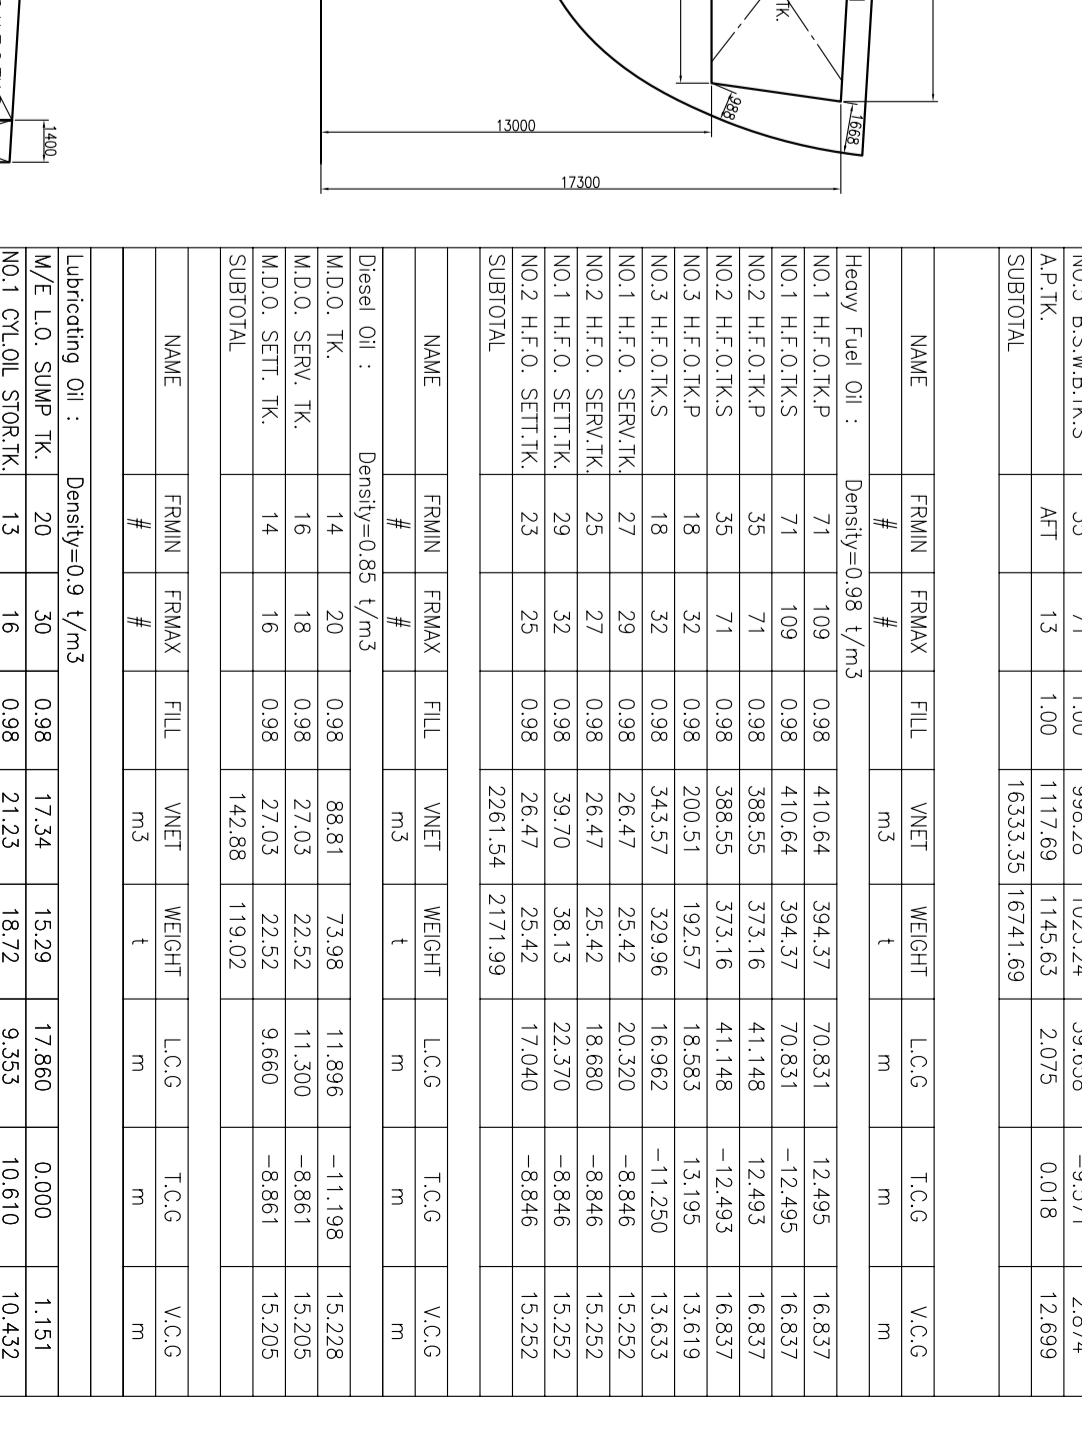 TK.
988
1668
1400
13000
17300
A.P.TK. AFT 13 1.00 1117.69 1145.63 2.075 0.018 12.699
SUBTOTAL 16333.35 16741.69
NAME FRMIN FRMAX FILL VNET WEIGHT L.C.G T.C.G V.C.G
# # m3 t m m m
Heavy Fuel Oil : Density=0.98 t/m3
NO.1 H.F.O.TK.P 71 109 0.98 410.64 394.37 70.831 12.495 16.837
NO.1 H.F.O.TK.S 71 109 0.98 410.64 394.37 70.831 −12.495 16.837
NO.2 H.F.O.TK.P 35 71 0.98 388.55 373.16 41.148 12.493 16.837
NO.2 H.F.O.TK.S 35 71 0.98 388.55 373.16 41.148 −12.493 16.837
NO.3 H.F.O.TK.P 18 32 0.98 200.51 192.57 18.583 13.195 13.619
NO.3 H.F.O.TK.S 18 32 0.98 343.57 329.96 16.962 −11.250 13.633
NO.1 H.F.O. SERV.TK. 27 29 0.98 26.47 25.42 20.320 −8.846 15.252
NO.2 H.F.O. SERV.TK. 25 27 0.98 26.47 25.42 18.680 −8.846 15.252
NO.1 H.F.O. SETT.TK. 29 32 0.98 39.70 38.13 22.370 −8.846 15.252
NO.2 H.F.O. SETT.TK. 23 25 0.98 26.47 25.42 17.040 −8.846 15.252
SUBTOTAL 2261.54 2171.99
NAME FRMIN FRMAX FILL VNET WEIGHT L.C.G T.C.G V.C.G
# # m3 t m m m
Diesel Oil : Density=0.85 t/m3
M.D.O. TK. 14 20 0.98 88.81 73.98 11.896 −11.198 15.228
M.D.O. SERV. TK. 16 18 0.98 27.03 22.52 11.300 −8.861 15.205
M.D.O. SETT. TK. 14 16 0.98 27.03 22.52 9.660 −8.861 15.205
SUBTOTAL 142.88 119.02
NAME FRMIN FRMAX FILL VNET WEIGHT L.C.G T.C.G V.C.G
# # m3 t m m m
Lubricating Oil : Density=0.9 t/m3
M/E L.O. SUMP TK. 20 30 0.98 17.34 15.29 17.860 0.000 1.151
NO.1 CYL.OIL STOR.TK. 13 16 0.98 21.23 18.72 9.353 10.610 10.432